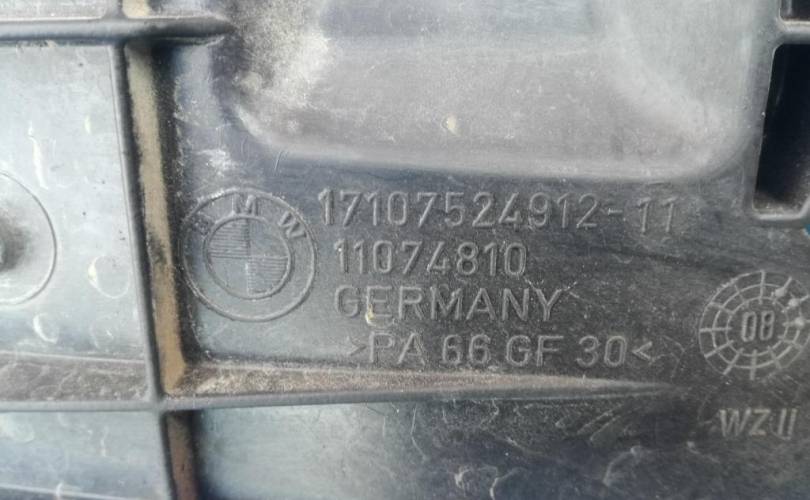 BMW
17107524912-11
11074810
GERMANY
>PA 66 GF 30<
08
WZ II